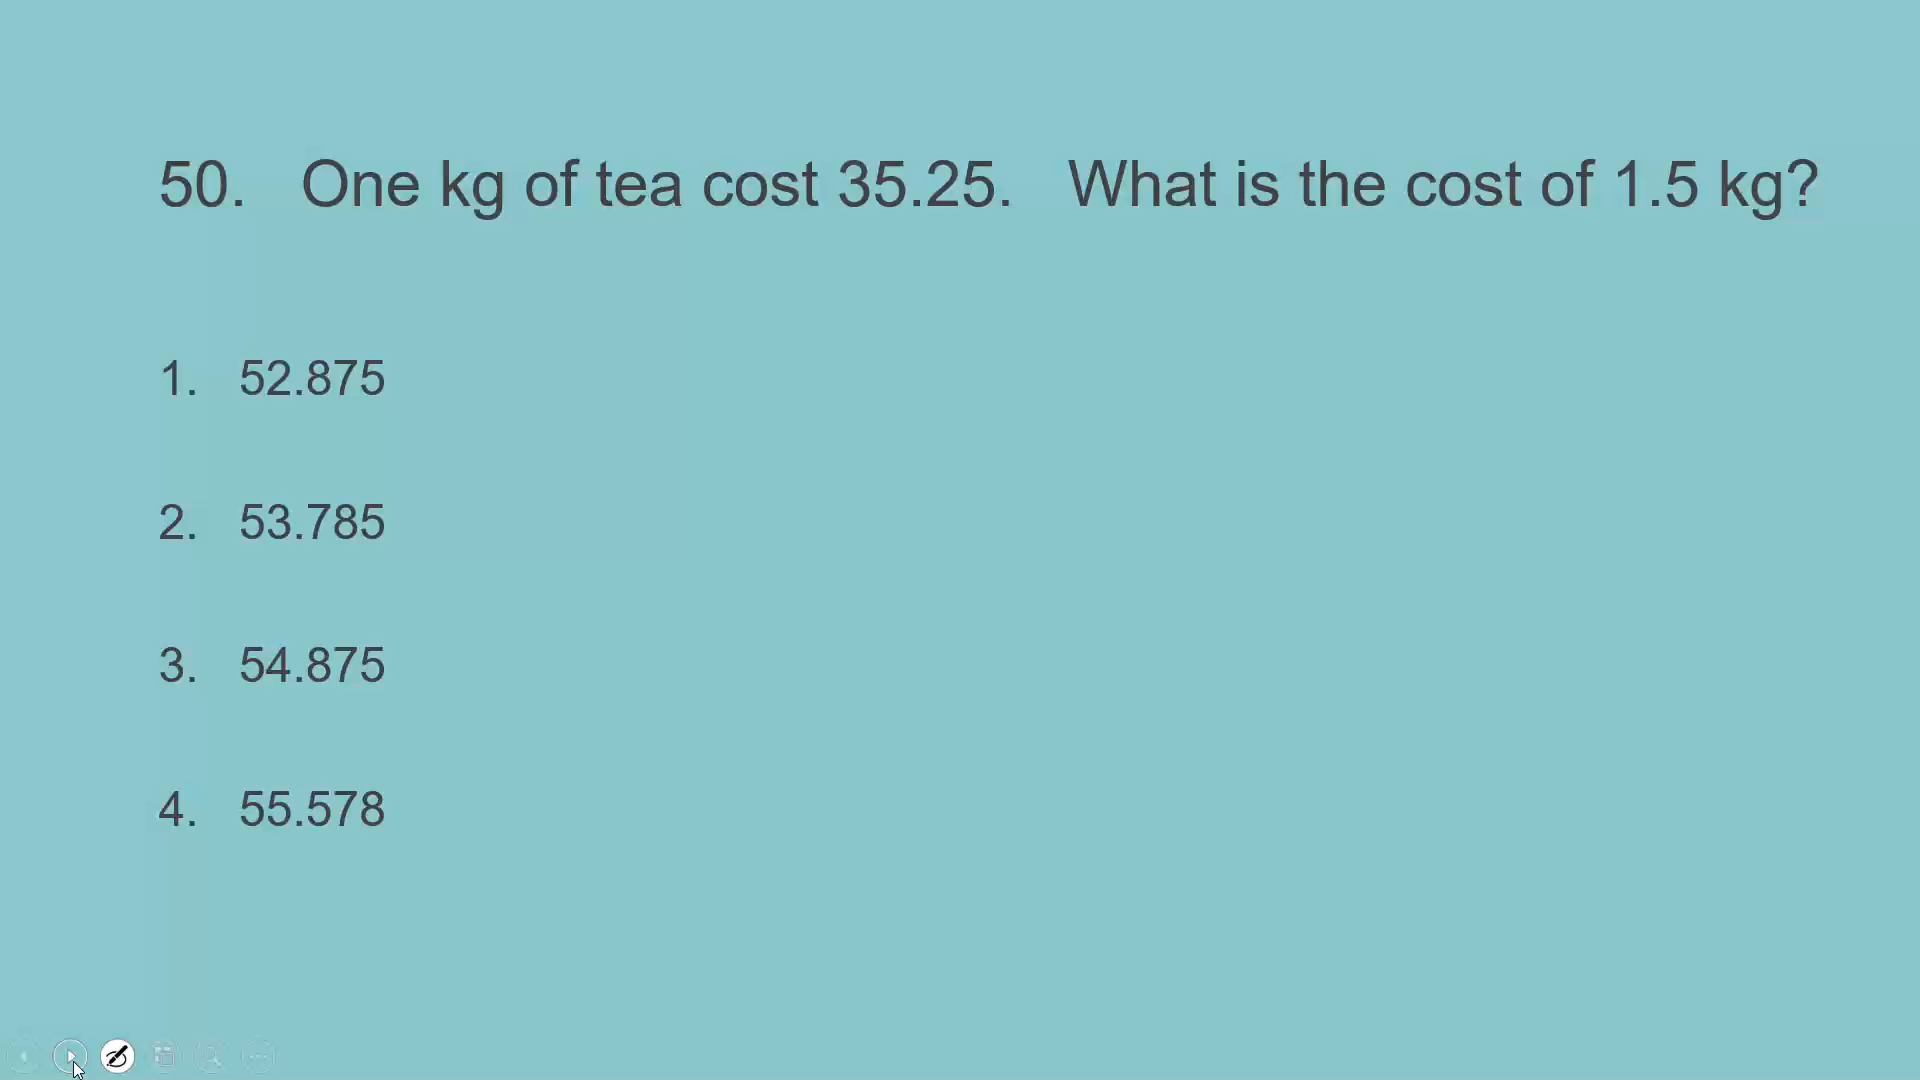 50. One kg of tea cost 35.25. What is the cost of 1.5 kg?
1. 52.875
2. 53.785
3. 54.875
4. 55.578